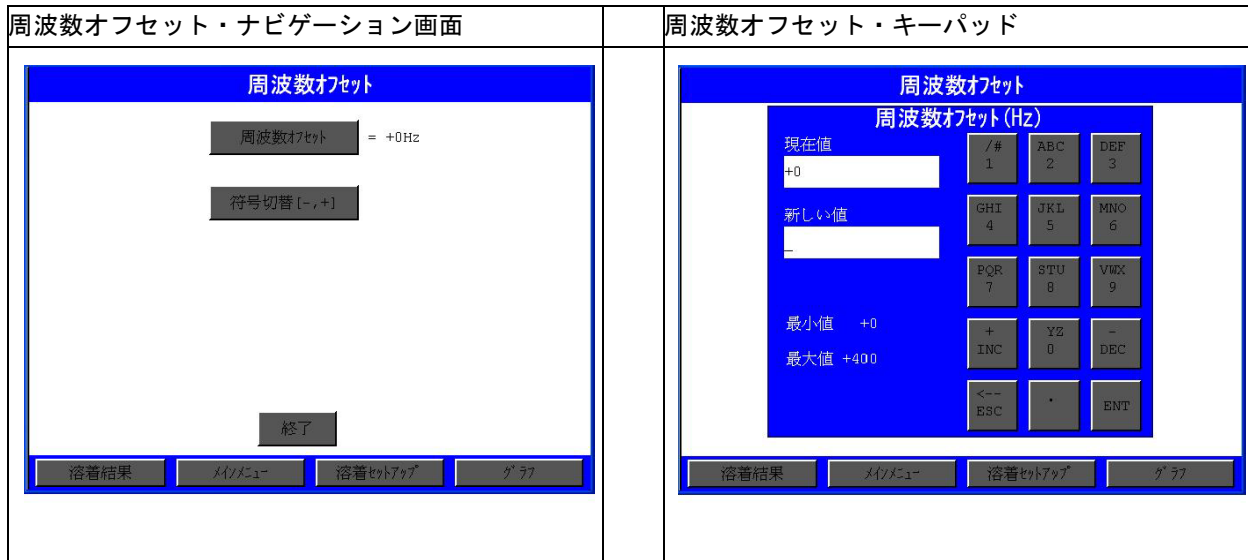 周波数オフセット・ナビゲーション画面
周波数オフセット
周波数オフセット = +0Hz
符号切替[-,+]
終了
溶着結果 メインメニュー 溶着セットアップ グラフ
周波数オフセット・キーパッド
周波数オフセット
周波数オフセット(Hz)
現在値
+0
新しい値
_
最小値 +0
最大値 +400
/# ABC DEF
1 2 3
GHI JKL MNO
4 5 6
PQR STU VWX
7 8 9
+ YZ -
INC 0 DEC
<-- . ENT
ESC
溶着結果 メインメニュー 溶着セットアップ グラフ